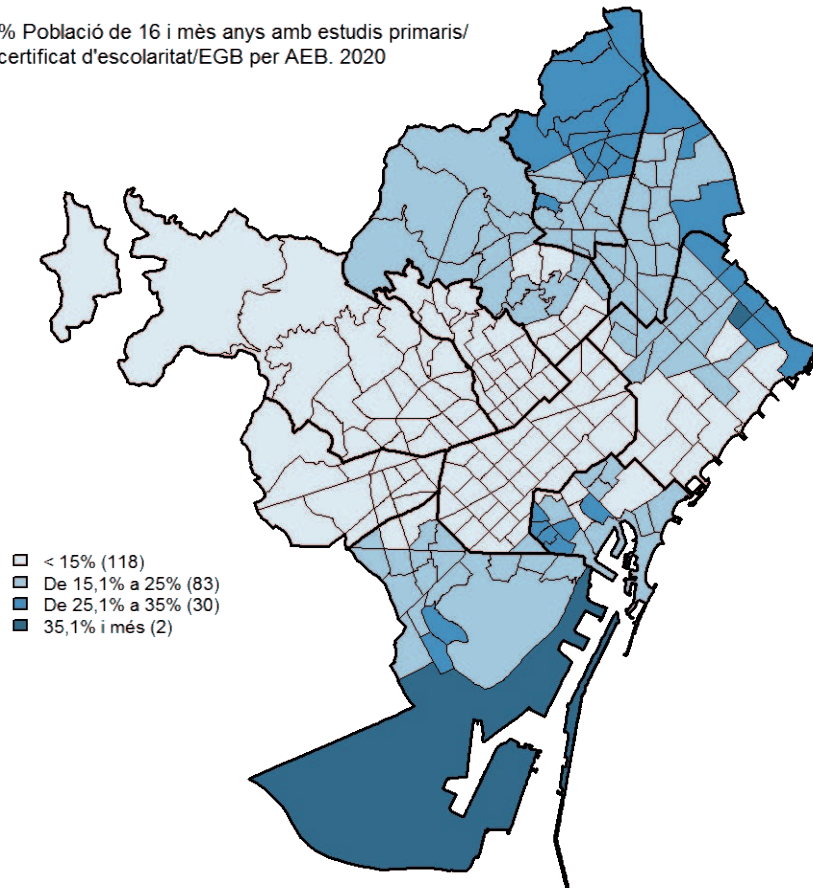 % Població de 16 i mès anys amb estudis primaris/
certificat d'escolaritat/EGB per AEB. 2020
< 15% (118)
De 15,1% a 25% (83)
De 25,1% a 35% (30)
35,1% i més (2)